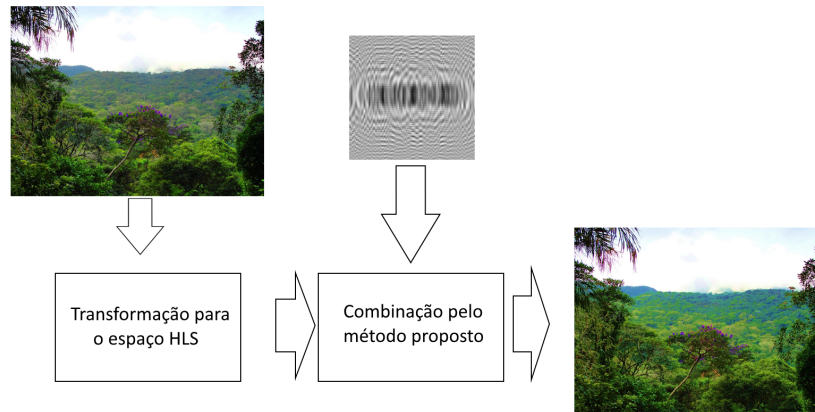 Transformação para
o espaço HLS
Combinação pelo
método proposto